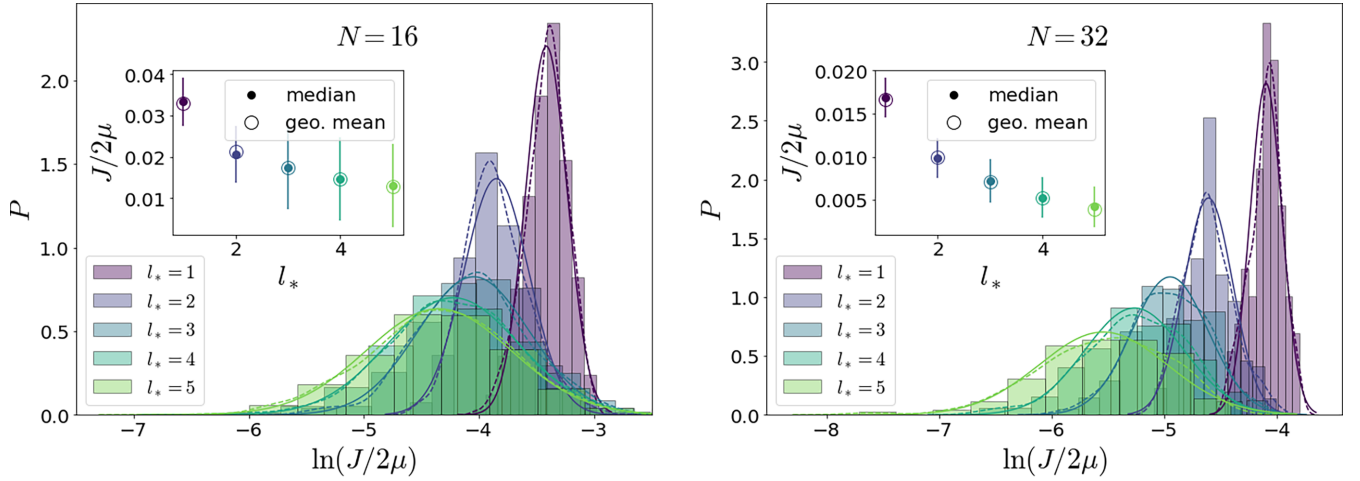 N = 16
2.0
1.5
1.0
0.5
0.0
P
0.04
0.03
0.02
0.01
J/2μ
median
geo. mean
2
4
l*
l* = 1
l* = 2
l* = 3
l* = 4
l* = 5
−7
−6
−5
−4
−3
ln(J/2μ)
N = 32
3.0
2.5
2.0
1.5
1.0
0.5
0.0
P
0.020
0.015
0.010
0.005
J/2μ
median
geo. mean
2
4
l*
l* = 1
l* = 2
l* = 3
l* = 4
l* = 5
−8
−7
−6
−5
−4
ln(J/2μ)